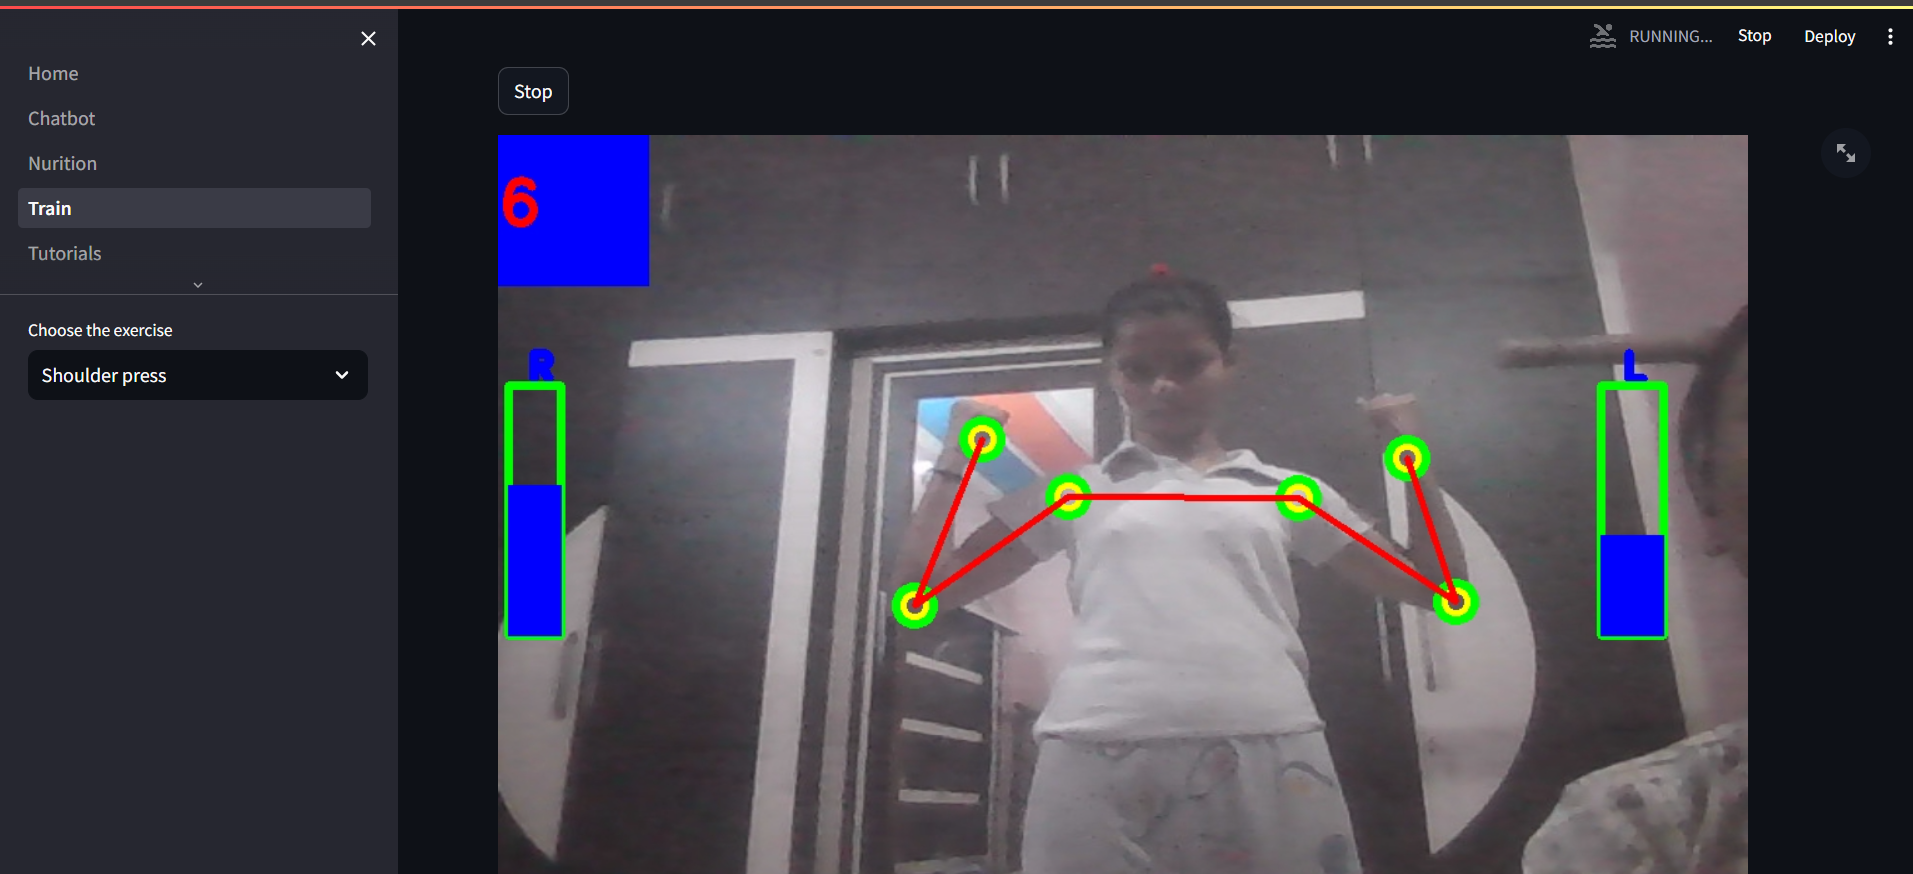 RUNNING...
Stop
Deploy
Home
Chatbot
Nurition
Train
Tutorials
Choose the exercise
Shoulder press
Stop
6
R
L